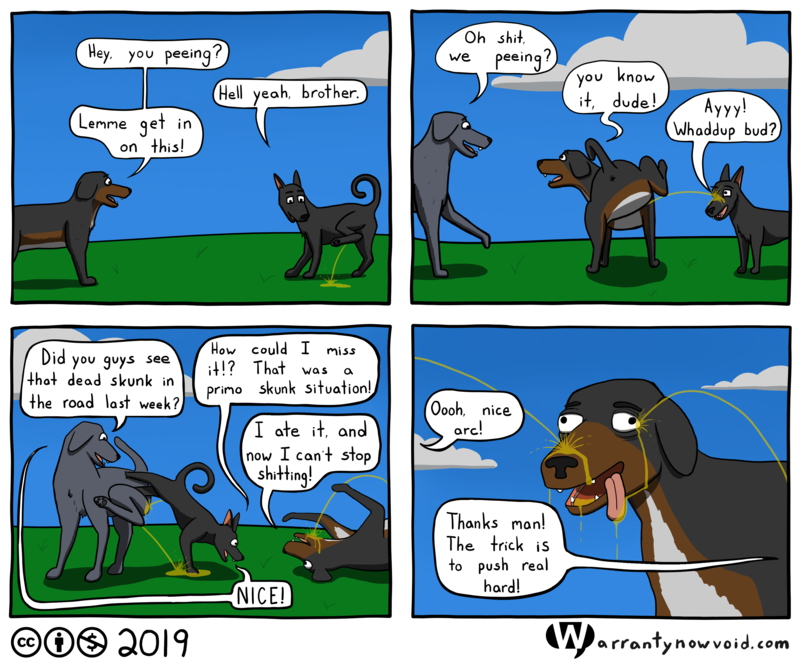 Hey, you peeing?
Lemme get in
on this!
Hell yeah, brother.
Oh shit,
we peeing?
you know
it, dude!
Ayyy!
Whaddup bud?
Did you guys see
that dead skunk in
the road last week?
How could I miss
it!? That was a
primo skunk situation!
I ate it, and
now I can't stop
shitting!
NICE!
Oooh, nice
arc!
Thanks man!
The trick is
to push real
hard!
cc $ 2019
Warrantynowvoid.com